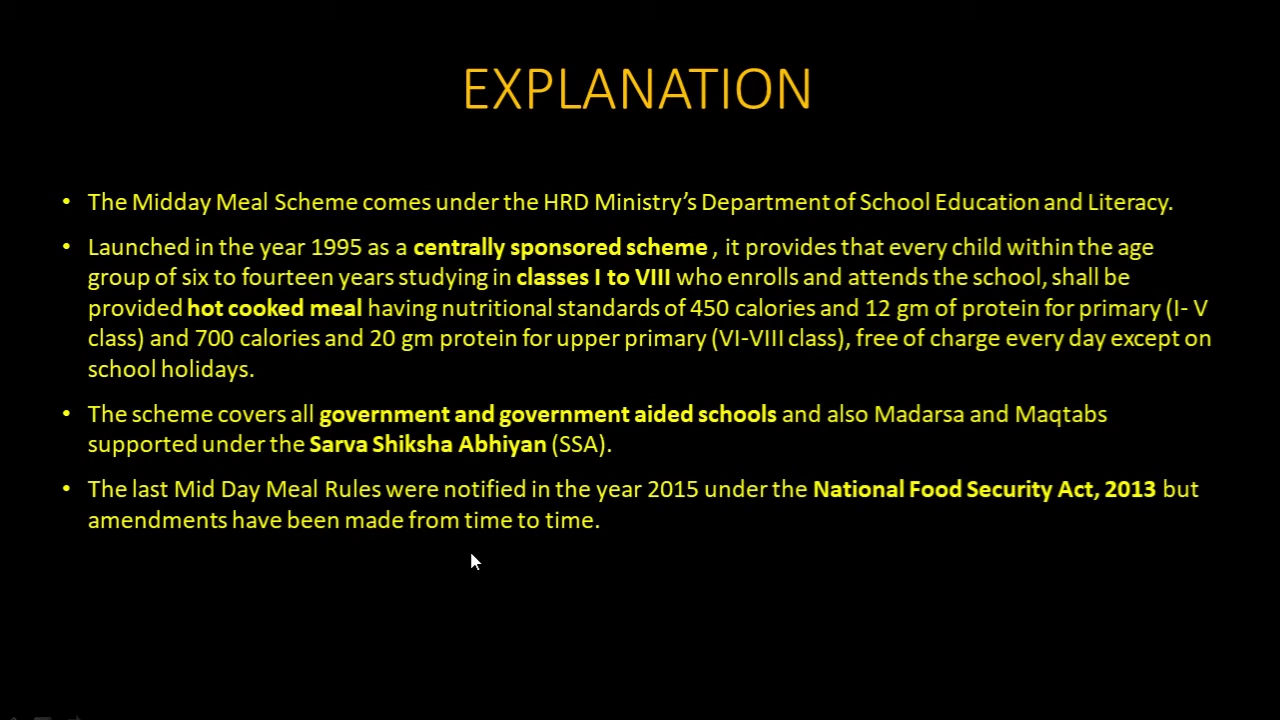 EXPLANATION
• The Midday Meal Scheme comes under the HRD Ministry’s Department of School Education and Literacy.
• Launched in the year 1995 as a centrally sponsored scheme , it provides that every child within the age
group of six to fourteen years studying in classes I to VIII who enrolls and attends the school, shall be
provided hot cooked meal having nutritional standards of 450 calories and 12 gm of protein for primary (I- V
class) and 700 calories and 20 gm protein for upper primary (VI-VIII class), free of charge every day except on
school holidays.
• The scheme covers all government and government aided schools and also Madarsa and Maqtabs
supported under the Sarva Shiksha Abhiyan (SSA).
• The last Mid Day Meal Rules were notified in the year 2015 under the National Food Security Act, 2013 but
amendments have been made from time to time.